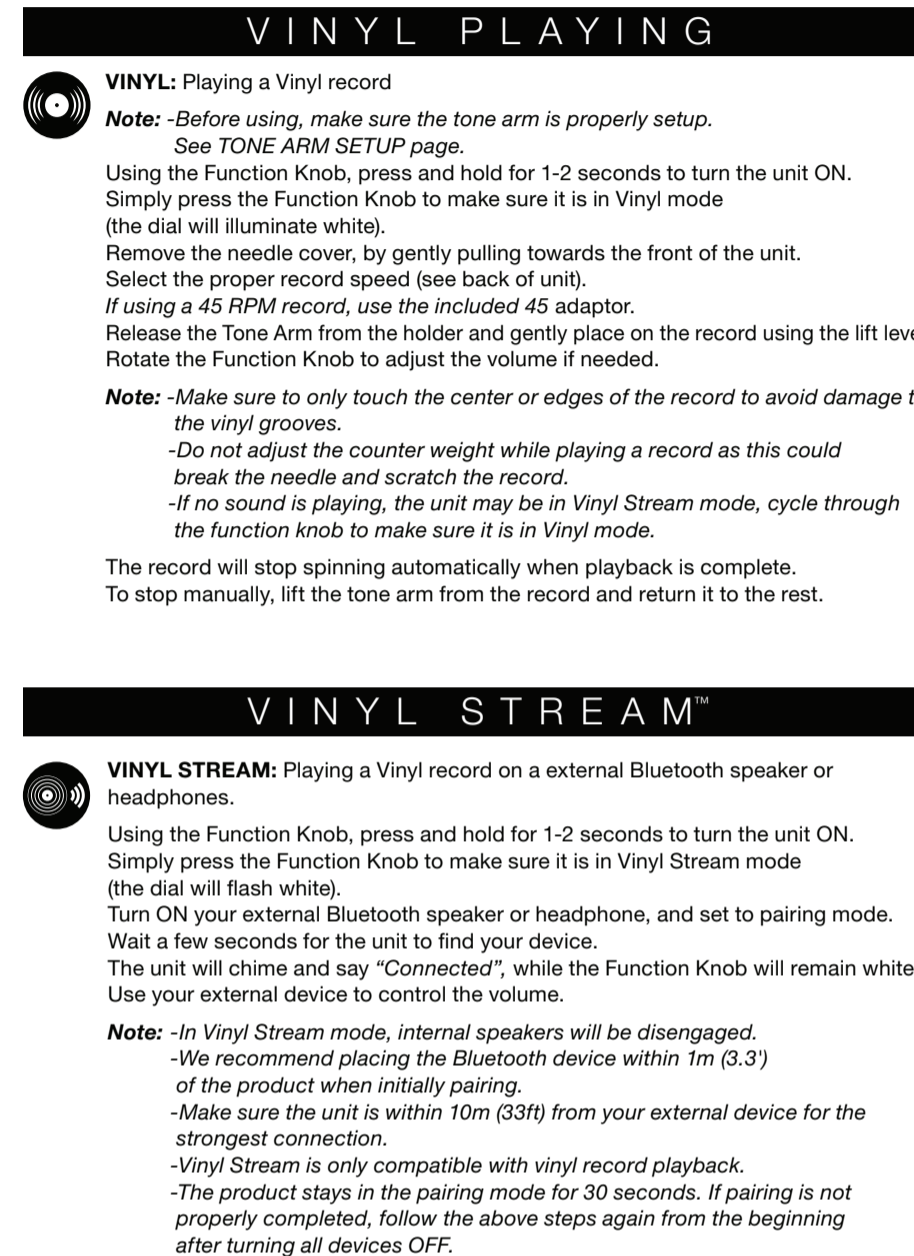 VINYL PLAYING
VINYL: Playing a Vinyl record
Note: -Before using, make sure the tone arm is properly setup.
See TONE ARM SETUP page.
Using the Function Knob, press and hold for 1-2 seconds to turn the unit ON.
Simply press the Function Knob to make sure it is in Vinyl mode
(the dial will illuminate white).
Remove the needle cover, by gently pulling towards the front of the unit.
Select the proper record speed (see back of unit).
If using a 45 RPM record, use the included 45 adaptor.
Release the Tone Arm from the holder and gently place on the record using the lift leve
Rotate the Function Knob to adjust the volume if needed.
Note: -Make sure to only touch the center or edges of the record to avoid damage t
the vinyl grooves.
-Do not adjust the counter weight while playing a record as this could
break the needle and scratch the record.
-If no sound is playing, the unit may be in Vinyl Stream mode, cycle through
the function knob to make sure it is in Vinyl mode.
The record will stop spinning automatically when playback is complete.
To stop manually, lift the tone arm from the record and return it to the rest.
VINYL STREAM™
VINYL STREAM: Playing a Vinyl record on a external Bluetooth speaker or
headphones.
Using the Function Knob, press and hold for 1-2 seconds to turn the unit ON.
Simply press the Function Knob to make sure it is in Vinyl Stream mode
(the dial will flash white).
Turn ON your external Bluetooth speaker or headphone, and set to pairing mode.
Wait a few seconds for the unit to find your device.
The unit will chime and say “Connected”, while the Function Knob will remain white
Use your external device to control the volume.
Note: -In Vinyl Stream mode, internal speakers will be disengaged.
-We recommend placing the Bluetooth device within 1m (3.3')
of the product when initially pairing.
-Make sure the unit is within 10m (33ft) from your external device for the
strongest connection.
-Vinyl Stream is only compatible with vinyl record playback.
-The product stays in the pairing mode for 30 seconds. If pairing is not
properly completed, follow the above steps again from the beginning
after turning all devices OFF.